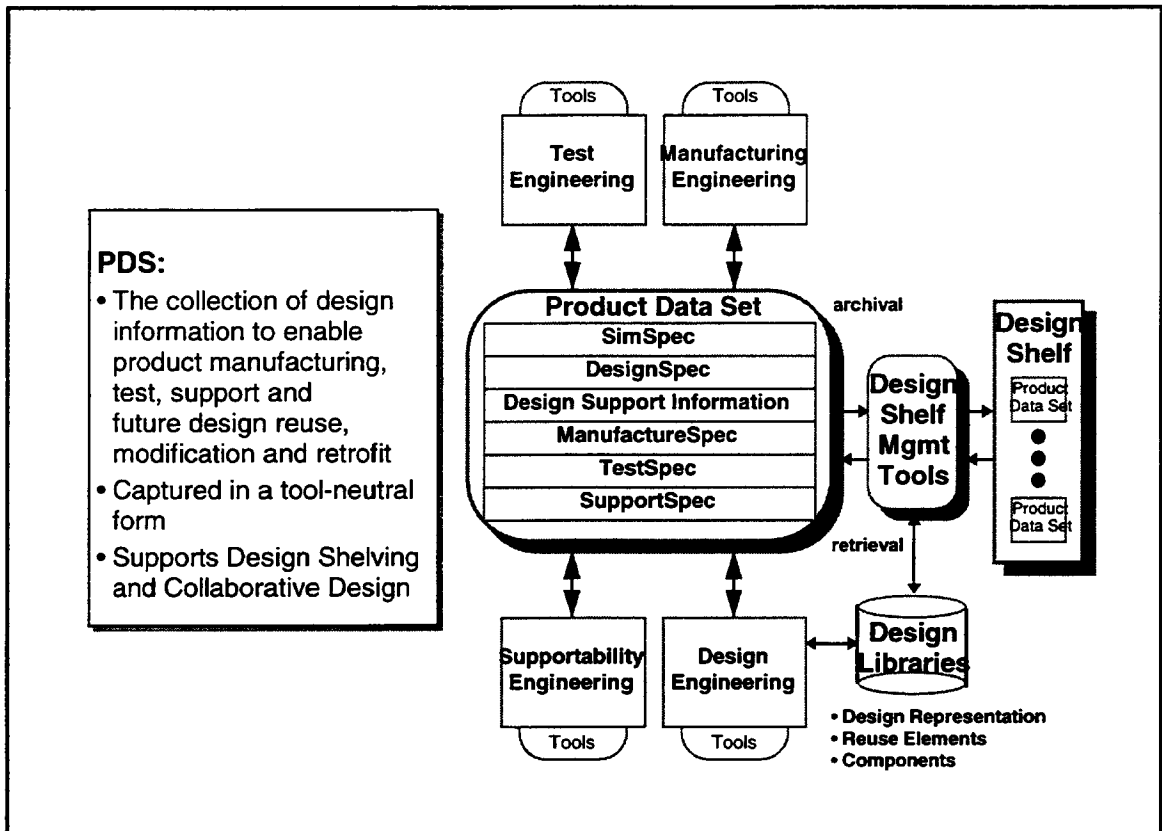 PDS:
• The collection of design
information to enable
product manufacturing,
test, support and
future design reuse,
modification and retrofit
• Captured in a tool-neutral
form
• Supports Design Shelving
and Collaborative Design
Tools
Test
Engineering
Tools
Manufacturing
Engineering
Product Data Set
SimSpec
DesignSpec
Design Support Information
ManufactureSpec
TestSpec
SupportSpec
archival
retrieval
Design
Shelf
Mgmt
Tools
Design
Shelf
Product
Data Set
Product
Data Set
Supportability
Engineering
Tools
Design
Engineering
Tools
Design
Libraries
• Design Representation
• Reuse Elements
• Components